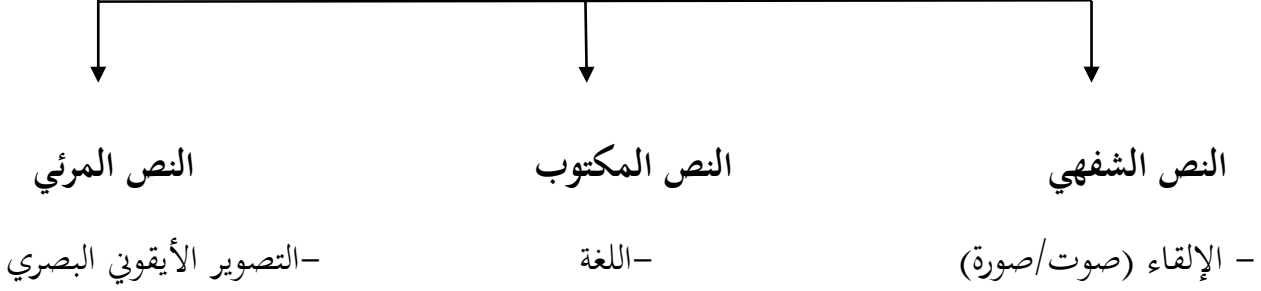 النص الشفهي النص المكتوب النص المرئي
- الإلقاء (صوت/صورة) -اللغة -التصوير الأيقوني البصري